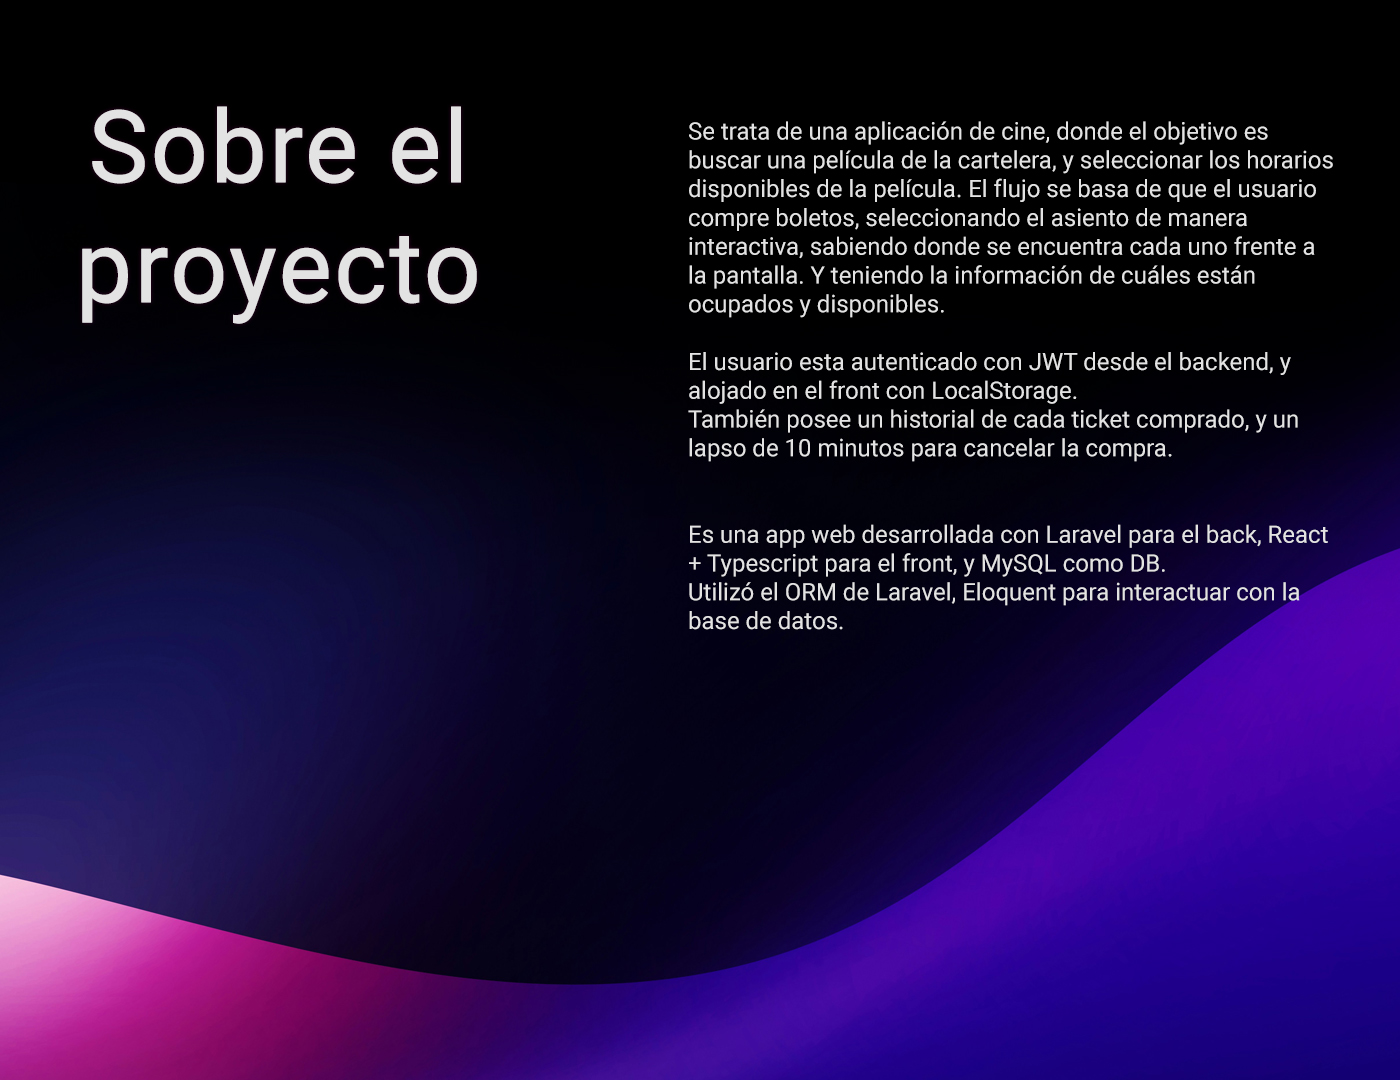 Sobre el
proyecto
Se trata de una aplicación de cine, donde el objetivo es
buscar una película de la cartelera, y seleccionar los horarios
disponibles de la película. El flujo se basa de que el usuario
compre boletos, seleccionando el asiento de manera
interactiva, sabiendo donde se encuentra cada uno frente a
la pantalla. Y teniendo la información de cuáles están
ocupados y disponibles.
El usuario esta autenticado con JWT desde el backend, y
alojado en el front con LocalStorage.
También posee un historial de cada ticket comprado, y un
lapso de 10 minutos para cancelar la compra.
Es una app web desarrollada con Laravel para el back, React
+ Typescript para el front, y MySQL como DB.
Utilizó el ORM de Laravel, Eloquent para interactuar con la
base de datos.